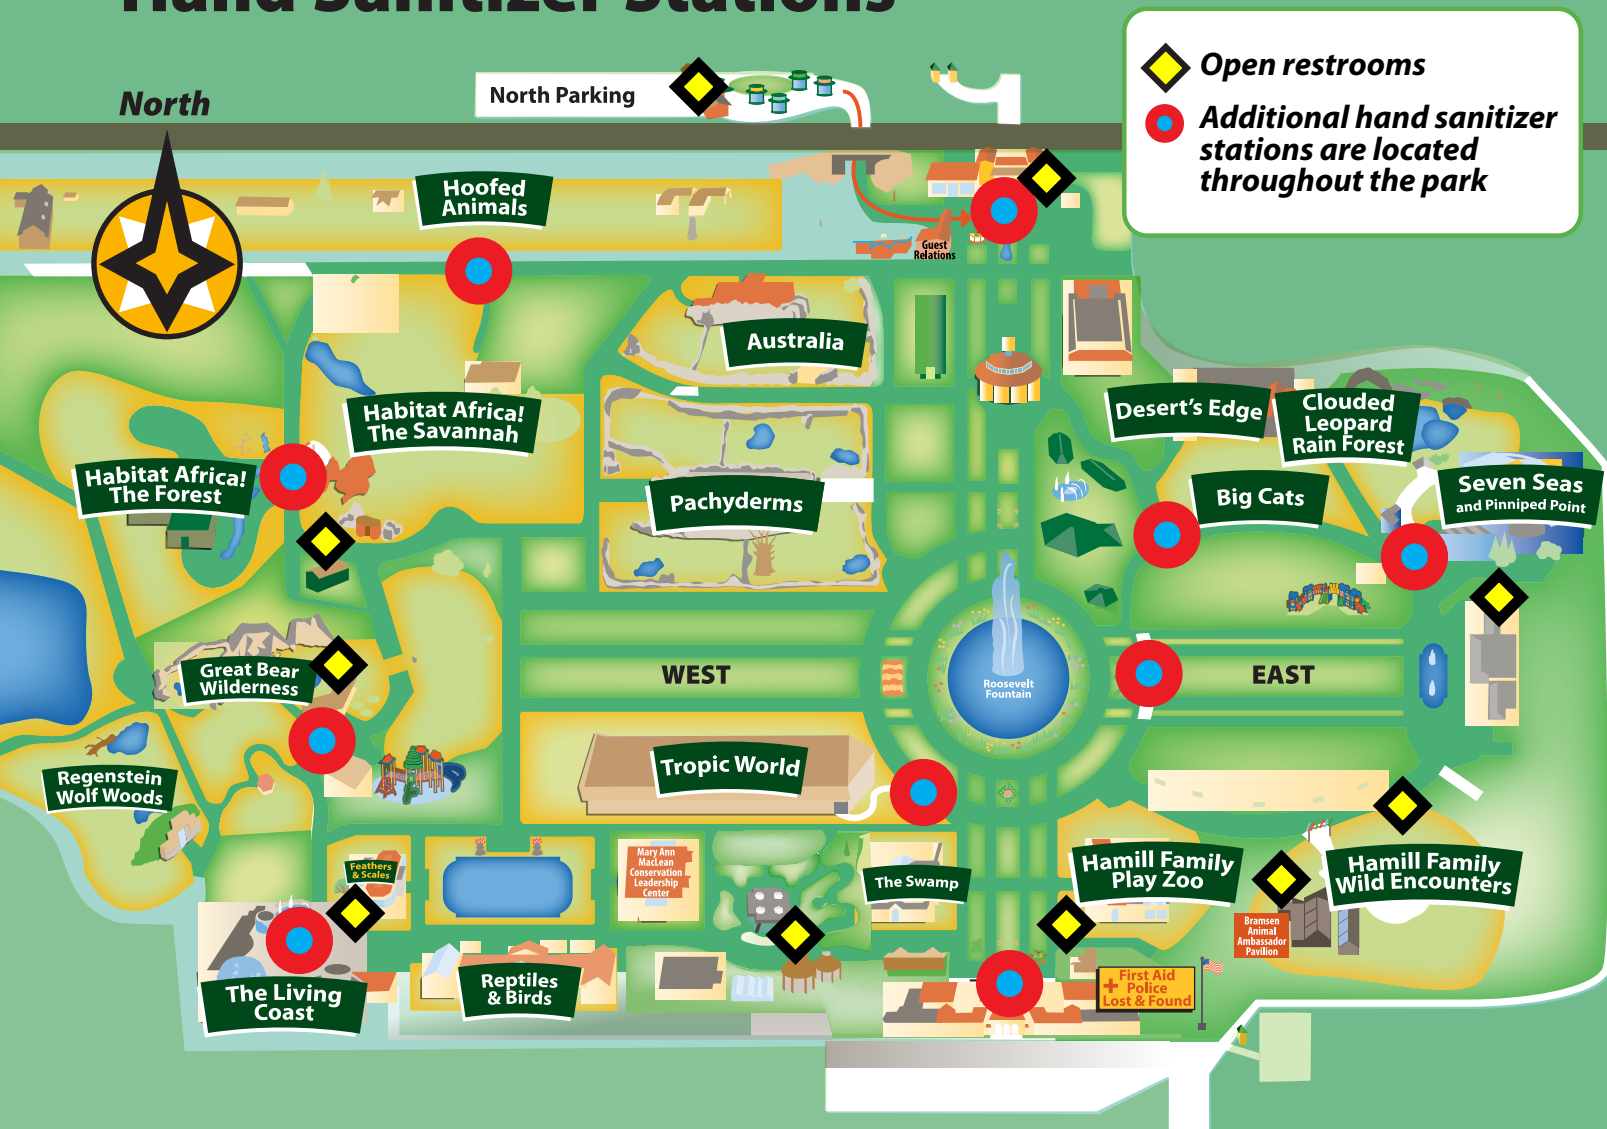 Hand Sanitizer Stations
Open restrooms
Additional hand sanitizer
stations are located
throughout the park
North
North Parking
Hoofed
Animals
Guest
Relations
Australia
Habitat Africa!
The Savannah
Desert's Edge
Clouded
Leopard
Rain Forest
Habitat Africa!
The Forest
Pachyderms
Big Cats
Seven Seas
and Pinniped Point
Great Bear
Wilderness
WEST
Roosevelt
Fountain
EAST
Regenstein
Wolf Woods
Tropic World
Feathers
& Scales
Mary Ann
MacLean
Conservation
Leadership
Center
The Swamp
Hamill Family
Play Zoo
Hamill Family
Wild Encounters
Bramsen
Animal
Ambassador
Pavilion
The Living
Coast
Reptiles
& Birds
First Aid
Police
Lost & Found